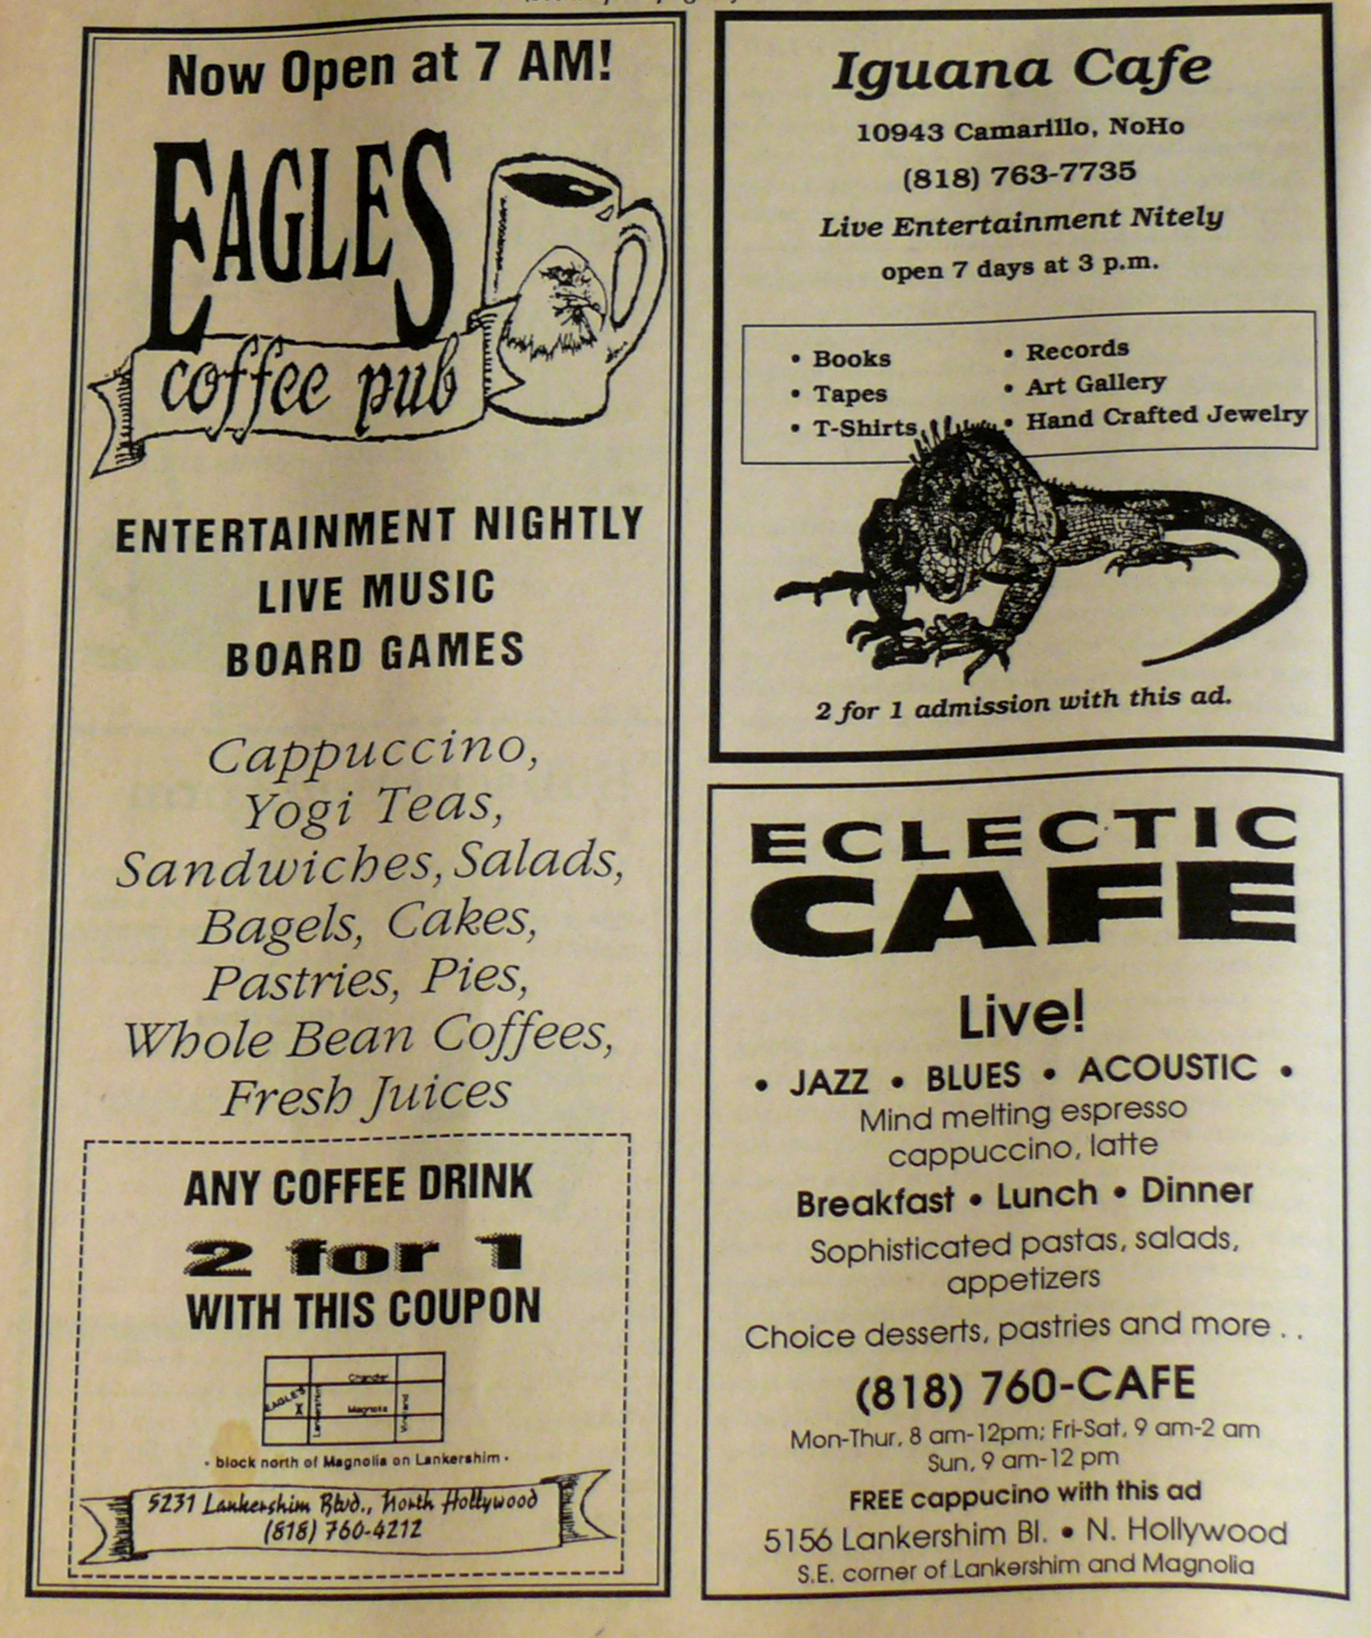 Now Open at 7 AM!
EAGLES
coffee pub
ENTERTAINMENT NIGHTLY
LIVE MUSIC
BOARD GAMES
Cappuccino,
Yogi Teas,
Sandwiches, Salads,
Bagels, Cakes,
Pastries, Pies,
Whole Bean Coffees,
Fresh Juices
ANY COFFEE DRINK
2 for 1
WITH THIS COUPON
EAGLE'S
X
Lankershim
Magnolia
• block north of Magnolia on Lankershim •
5231 Lankershim Blvd., North Hollywood
(818) 760-4212
Iguana Cafe
10943 Camarillo, NoHo
(818) 763-7735
Live Entertainment Nitely
open 7 days at 3 p.m.
• Books
• Tapes
• T-Shirts
• Records
• Art Gallery
• Hand Crafted Jewelry
2 for 1 admission with this ad.
ECLECTIC
CAFE
Live!
• JAZZ • BLUES • ACOUSTIC •
Mind melting espresso
cappuccino, latte
Breakfast • Lunch • Dinner
Sophisticated pastas, salads,
appetizers
Choice desserts, pastries and more . .
(818) 760-CAFE
Mon-Thur, 8 am-12pm; Fri-Sat, 9 am-2 am
Sun, 9 am-12 pm
FREE cappucino with this ad
5156 Lankershim Bl. • N. Hollywood
S.E. corner of Lankershim and Magnolia